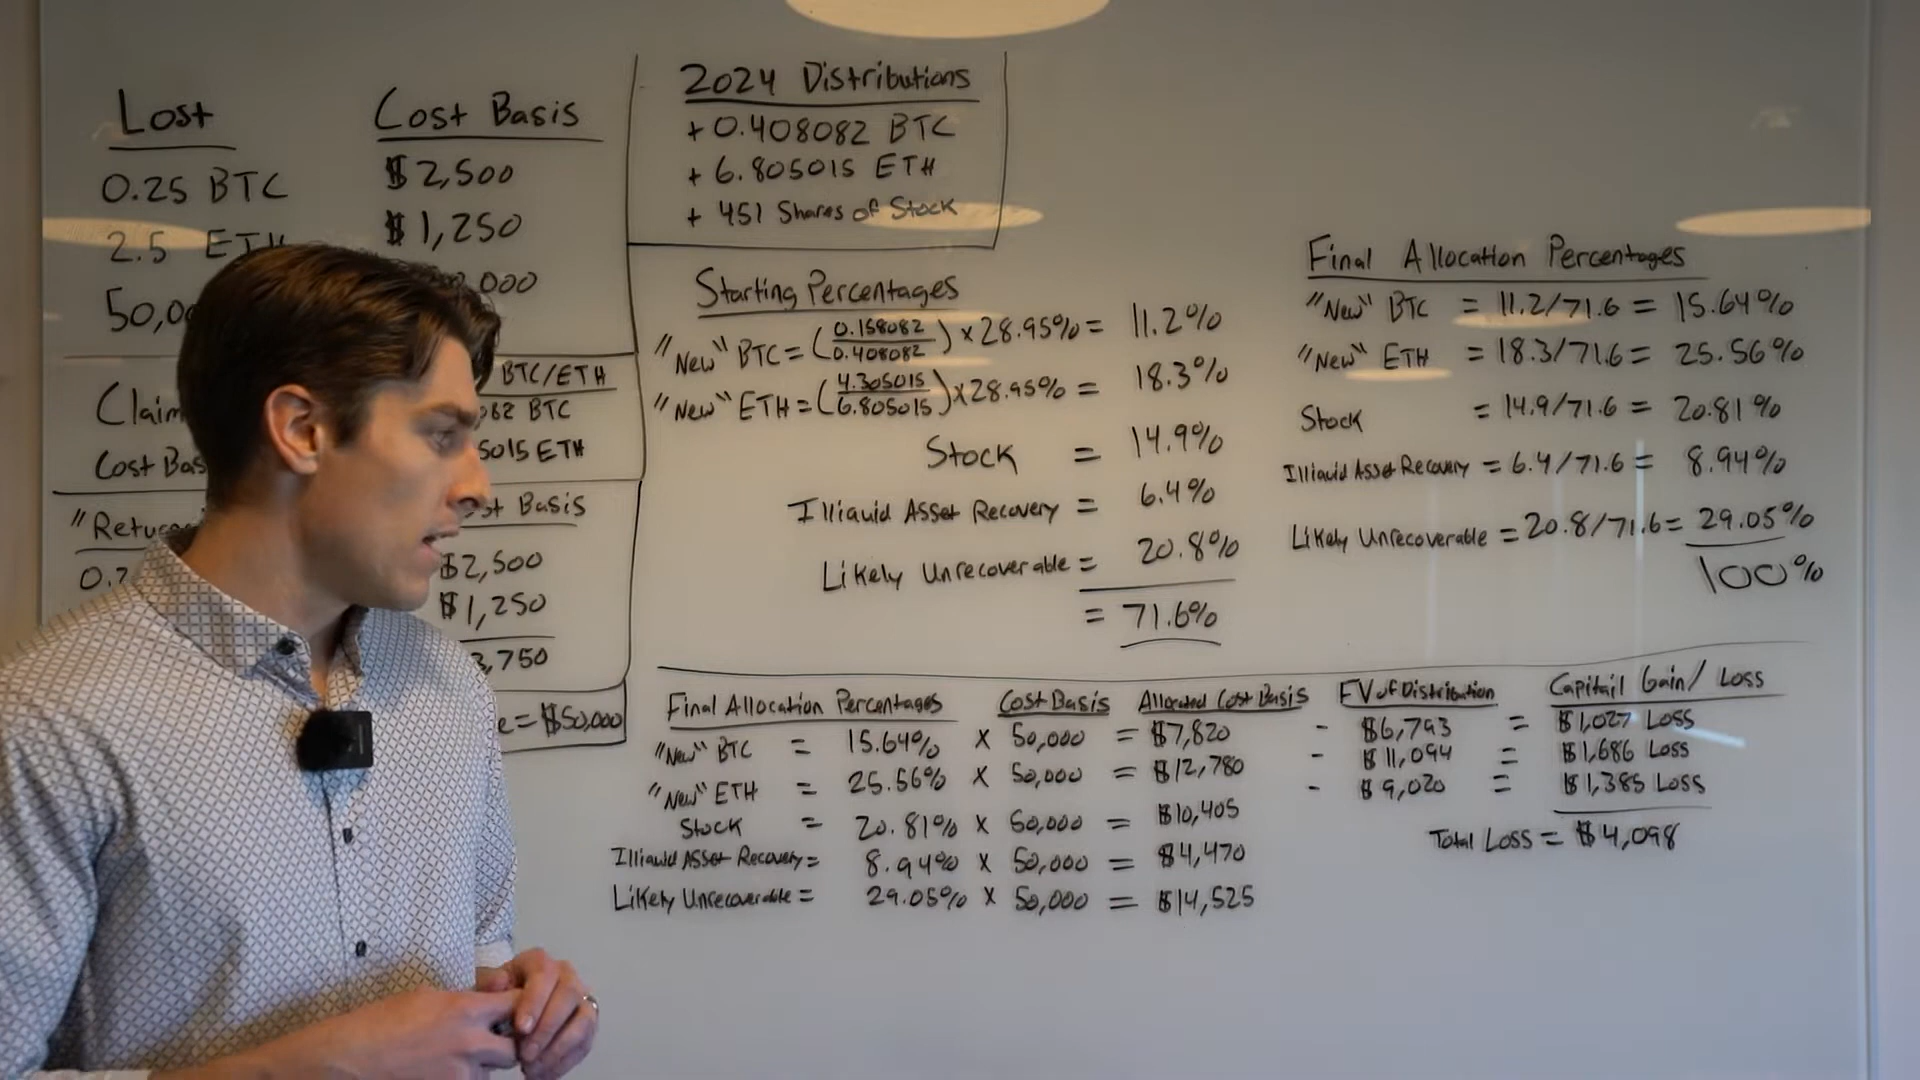 Lost
Cost Basis
0.25 BTC
$2,500
2.5 ETH
$1,250
50,0
000
Claim
BTC/ETH
082 BTC
Cost Bas
5015 ETH
"Retur
st Basis
0.2
$2,500
$1,250
3,750
e = $50,000
2024 Distributions
+ 0.408082 BTC
+ 6.805015 ETH
+ 451 Shares of Stock
Starting Percentages
"New" BTC = (0.158082/0.408082) × 28.95% = 11.2%
"New" ETH = (4.305015/6.805015) × 28.95% = 18.3%
Stock = 14.9%
Illiquid Asset Recovery = 6.4%
Likely Unrecoverable = 20.8%
= 71.6%
Final Allocation Percentages
"New" BTC = 11.2/71.6 = 15.64%
"New" ETH = 18.3/71.6 = 25.56%
Stock = 14.9/71.6 = 20.81%
Illiquid Asset Recovery = 6.4/71.6 = 8.94%
Likely Unrecoverable = 20.8/71.6 = 29.05%
100%
Final Allocation Percentages Cost Basis Allocated Cost Basis FV of Distribution Capitail Gain/Loss
"New" BTC = 15.64% × 50,000 = $7,820 - $6,793 = $1,027 Loss
"New" ETH = 25.56% × 50,000 = $12,780 - $11,094 = $1,686 Loss
Stock = 20.81% × 50,000 = $10,405 - $9,020 = $1,385 Loss
Illiquid Asset Recovery = 8.94% × 50,000 = $4,470
Likely Unrecoverable = 29.05% × 50,000 = $14,525
Total Loss = $4,098